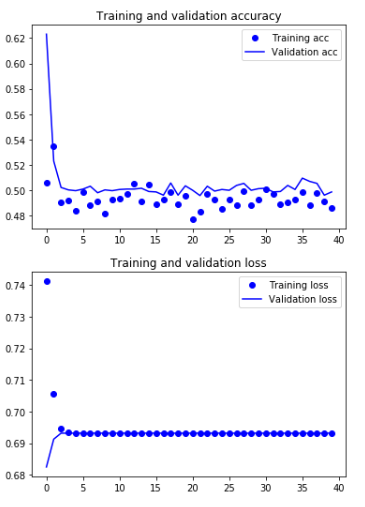 Training and validation accuracy
Training acc
Validation acc
0.62
0.60
0.58
0.56
0.54
0.52
0.50
0.48
0 5 10 15 20 25 30 35 40
Training and validation loss
Training loss
Validation loss
0.74
0.73
0.72
0.71
0.70
0.69
0.68
0 5 10 15 20 25 30 35 40